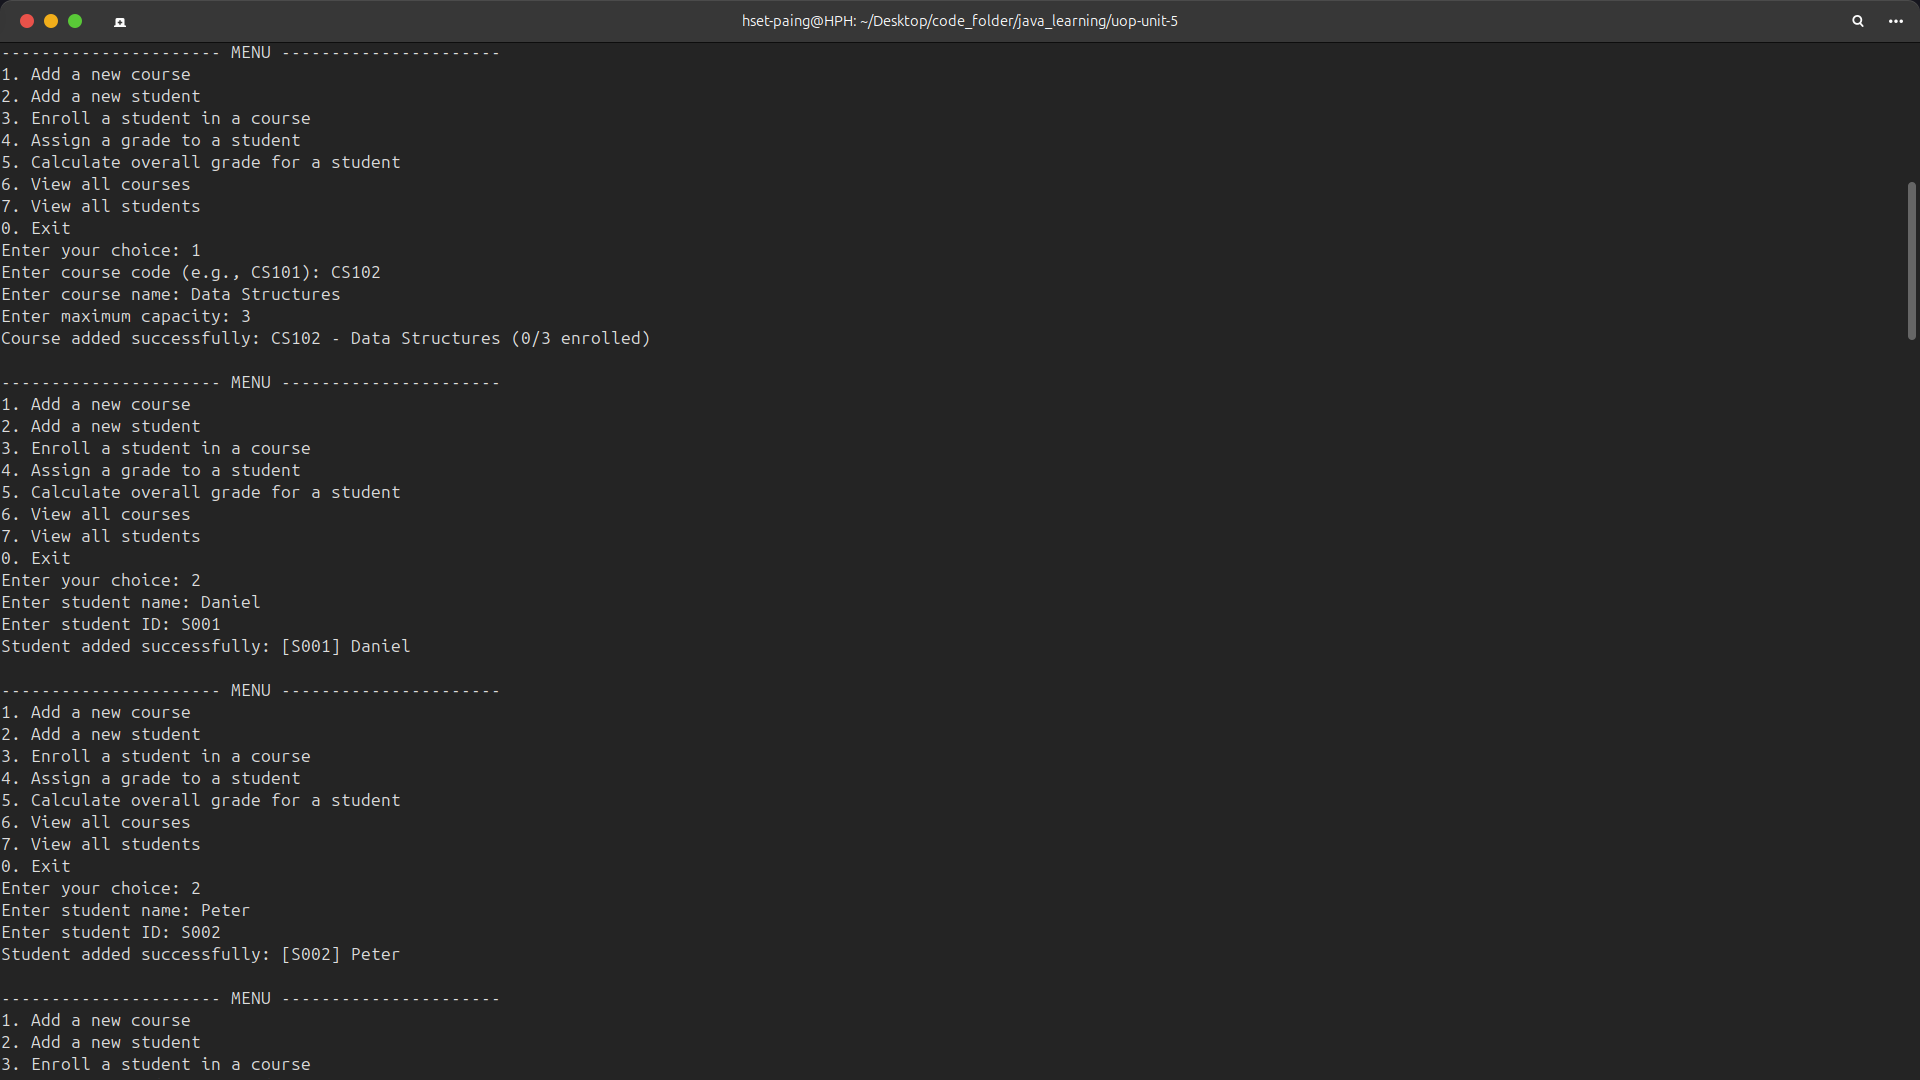 hset-paing@HPH: ~/Desktop/code_folder/java_learning/uop-unit-5
---------------------- MENU ----------------------
1. Add a new course
2. Add a new student
3. Enroll a student in a course
4. Assign a grade to a student
5. Calculate overall grade for a student
6. View all courses
7. View all students
0. Exit
Enter your choice: 1
Enter course code (e.g., CS101): CS102
Enter course name: Data Structures
Enter maximum capacity: 3
Course added successfully: CS102 - Data Structures (0/3 enrolled)
---------------------- MENU ----------------------
1. Add a new course
2. Add a new student
3. Enroll a student in a course
4. Assign a grade to a student
5. Calculate overall grade for a student
6. View all courses
7. View all students
0. Exit
Enter your choice: 2
Enter student name: Daniel
Enter student ID: S001
Student added successfully: [S001] Daniel
---------------------- MENU ----------------------
1. Add a new course
2. Add a new student
3. Enroll a student in a course
4. Assign a grade to a student
5. Calculate overall grade for a student
6. View all courses
7. View all students
0. Exit
Enter your choice: 2
Enter student name: Peter
Enter student ID: S002
Student added successfully: [S002] Peter
---------------------- MENU ----------------------
1. Add a new course
2. Add a new student
3. Enroll a student in a course